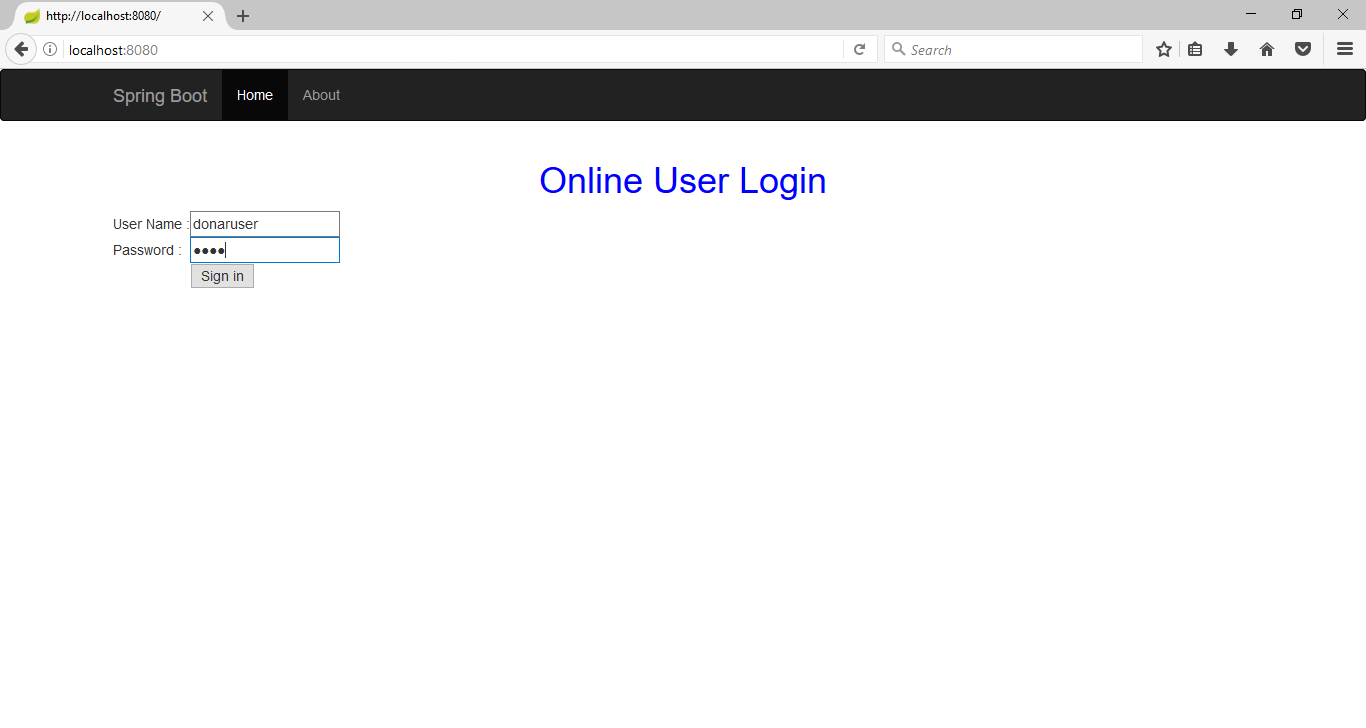 http://localhost:8080/
localhost:8080
Search
Spring Boot Home About
Online User Login
User Name : donaruser
Password : ●●●●
Sign in